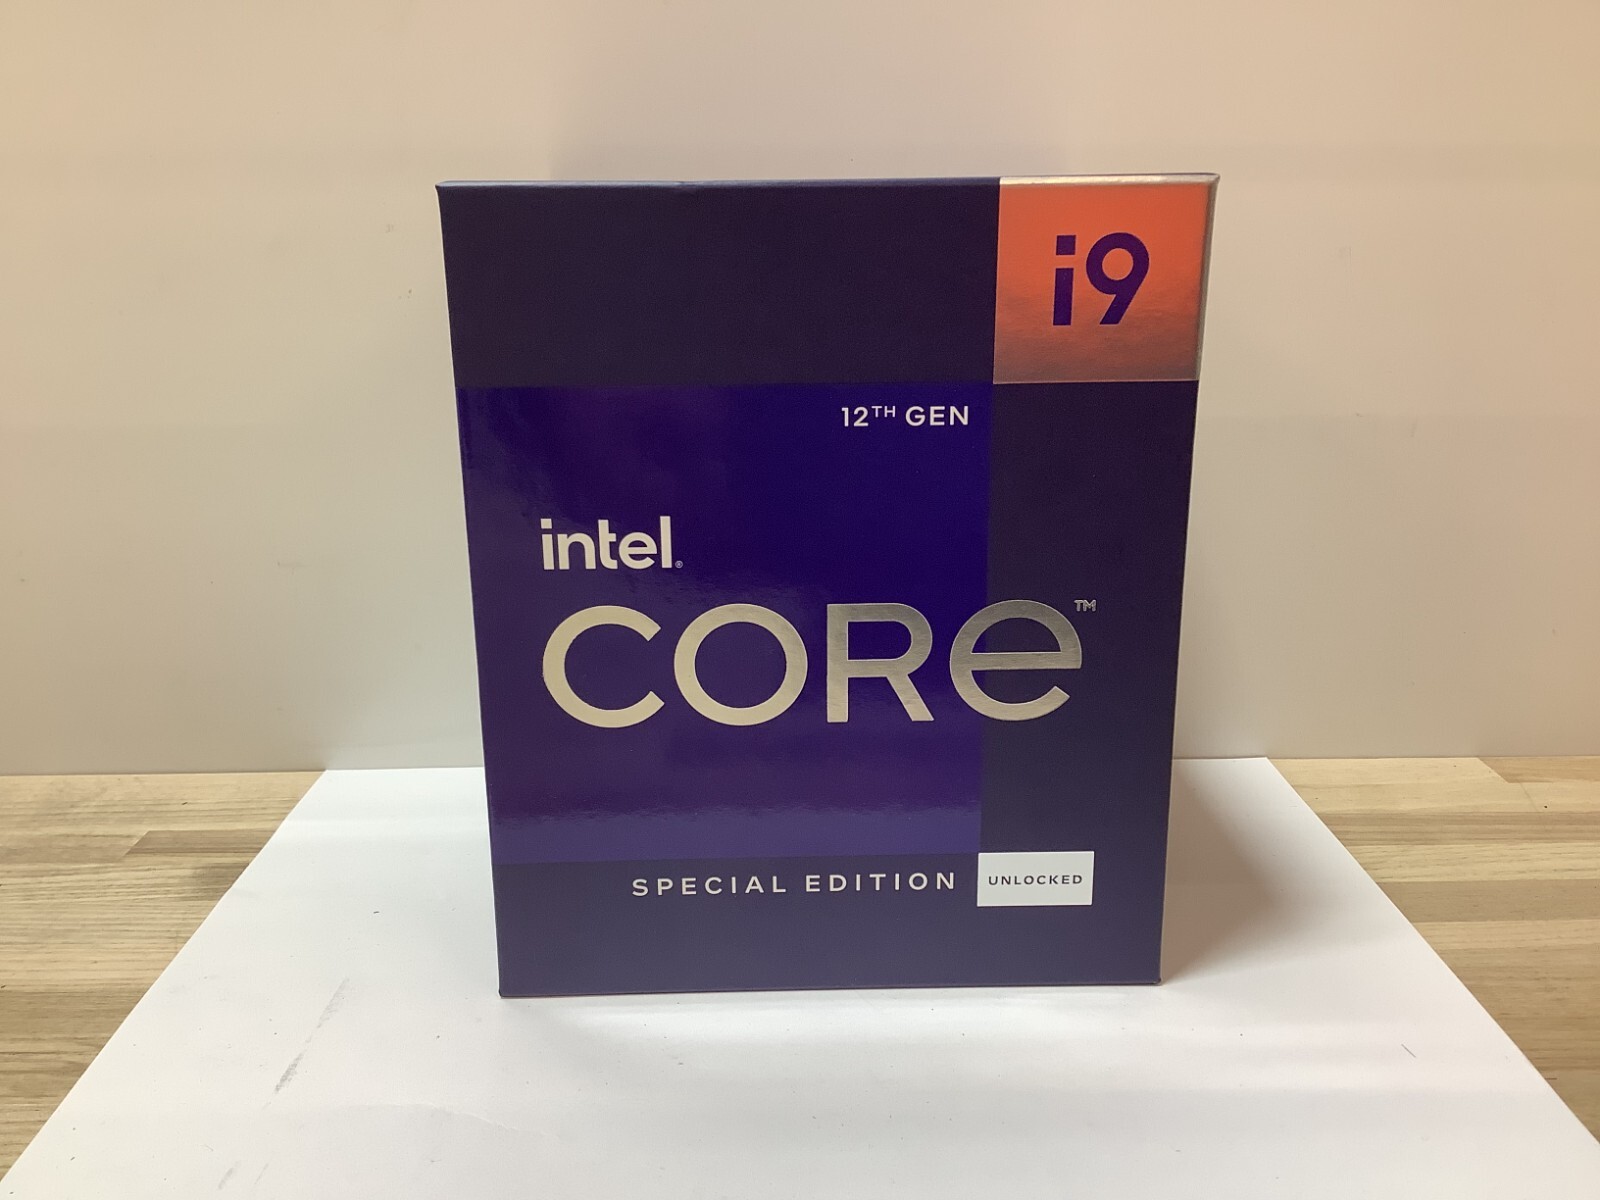 i9
12TH GEN
intel®
CORe™
SPECIAL EDITION
UNLOCKED